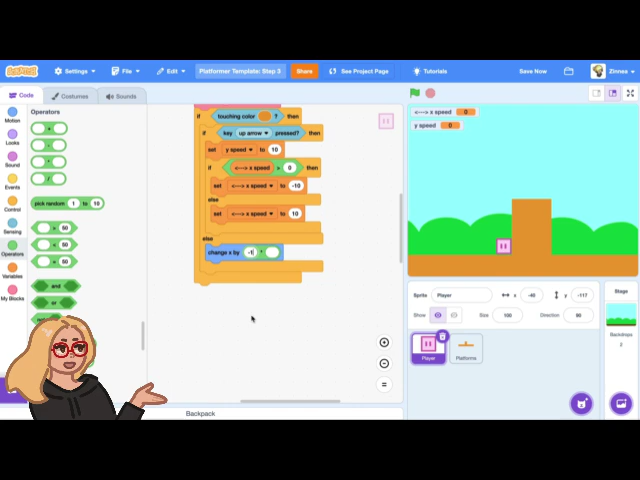 SCRATCH Settings File Edit Platformer Template: Step 3 Share See Project Page Tutorials Save Now Zinnea
Code Costumes Sounds
Motion
Looks
Sound
Events
Control
Sensing
Operators
Variables
My Blocks
Operators
+
-
*
/
pick random 1 to 10
> 50
< 50
= 50
and
or
if touching color ? then
if key up arrow pressed? then
set y speed to 10
if <--> x speed > 0 then
set <--> x speed to -10
else
set <--> x speed to 10
else
change x by -1 *
<--> x speed 0
y speed 0
Sprite Player x -40 y -117
Show Size 100 Direction 90
Player Platforms
Stage
Backdrops
2
Backpack